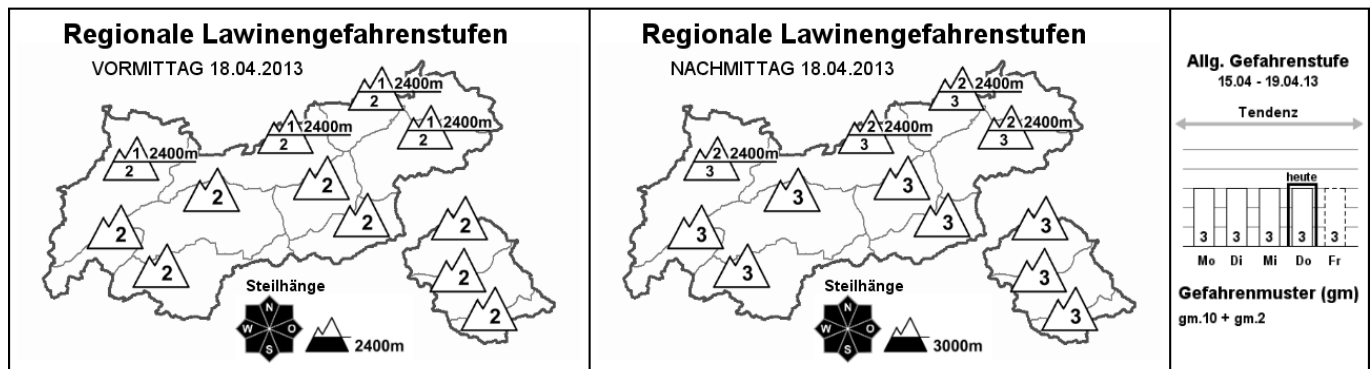 Regionale Lawinengefahrenstufen
VORMITTAG 18.04.2013
1 2400m
2
1 2400m
2
1 2400m
2
1 2400m
2
2
2
2
2
2
2
2
2
Steilhänge
N
W O
S
2400m
Regionale Lawinengefahrenstufen
NACHMITTAG 18.04.2013
2 2400m
3
2 2400m
3
2 2400m
3
2 2400m
3
3
3
3
3
3
3
3
3
Steilhänge
N
W O
S
3000m
Allg. Gefahrenstufe
15.04 - 19.04.13
Tendenz
heute
3 3 3 3 3
Mo Di Mi Do Fr
Gefahrenmuster (gm)
gm.10 + gm.2